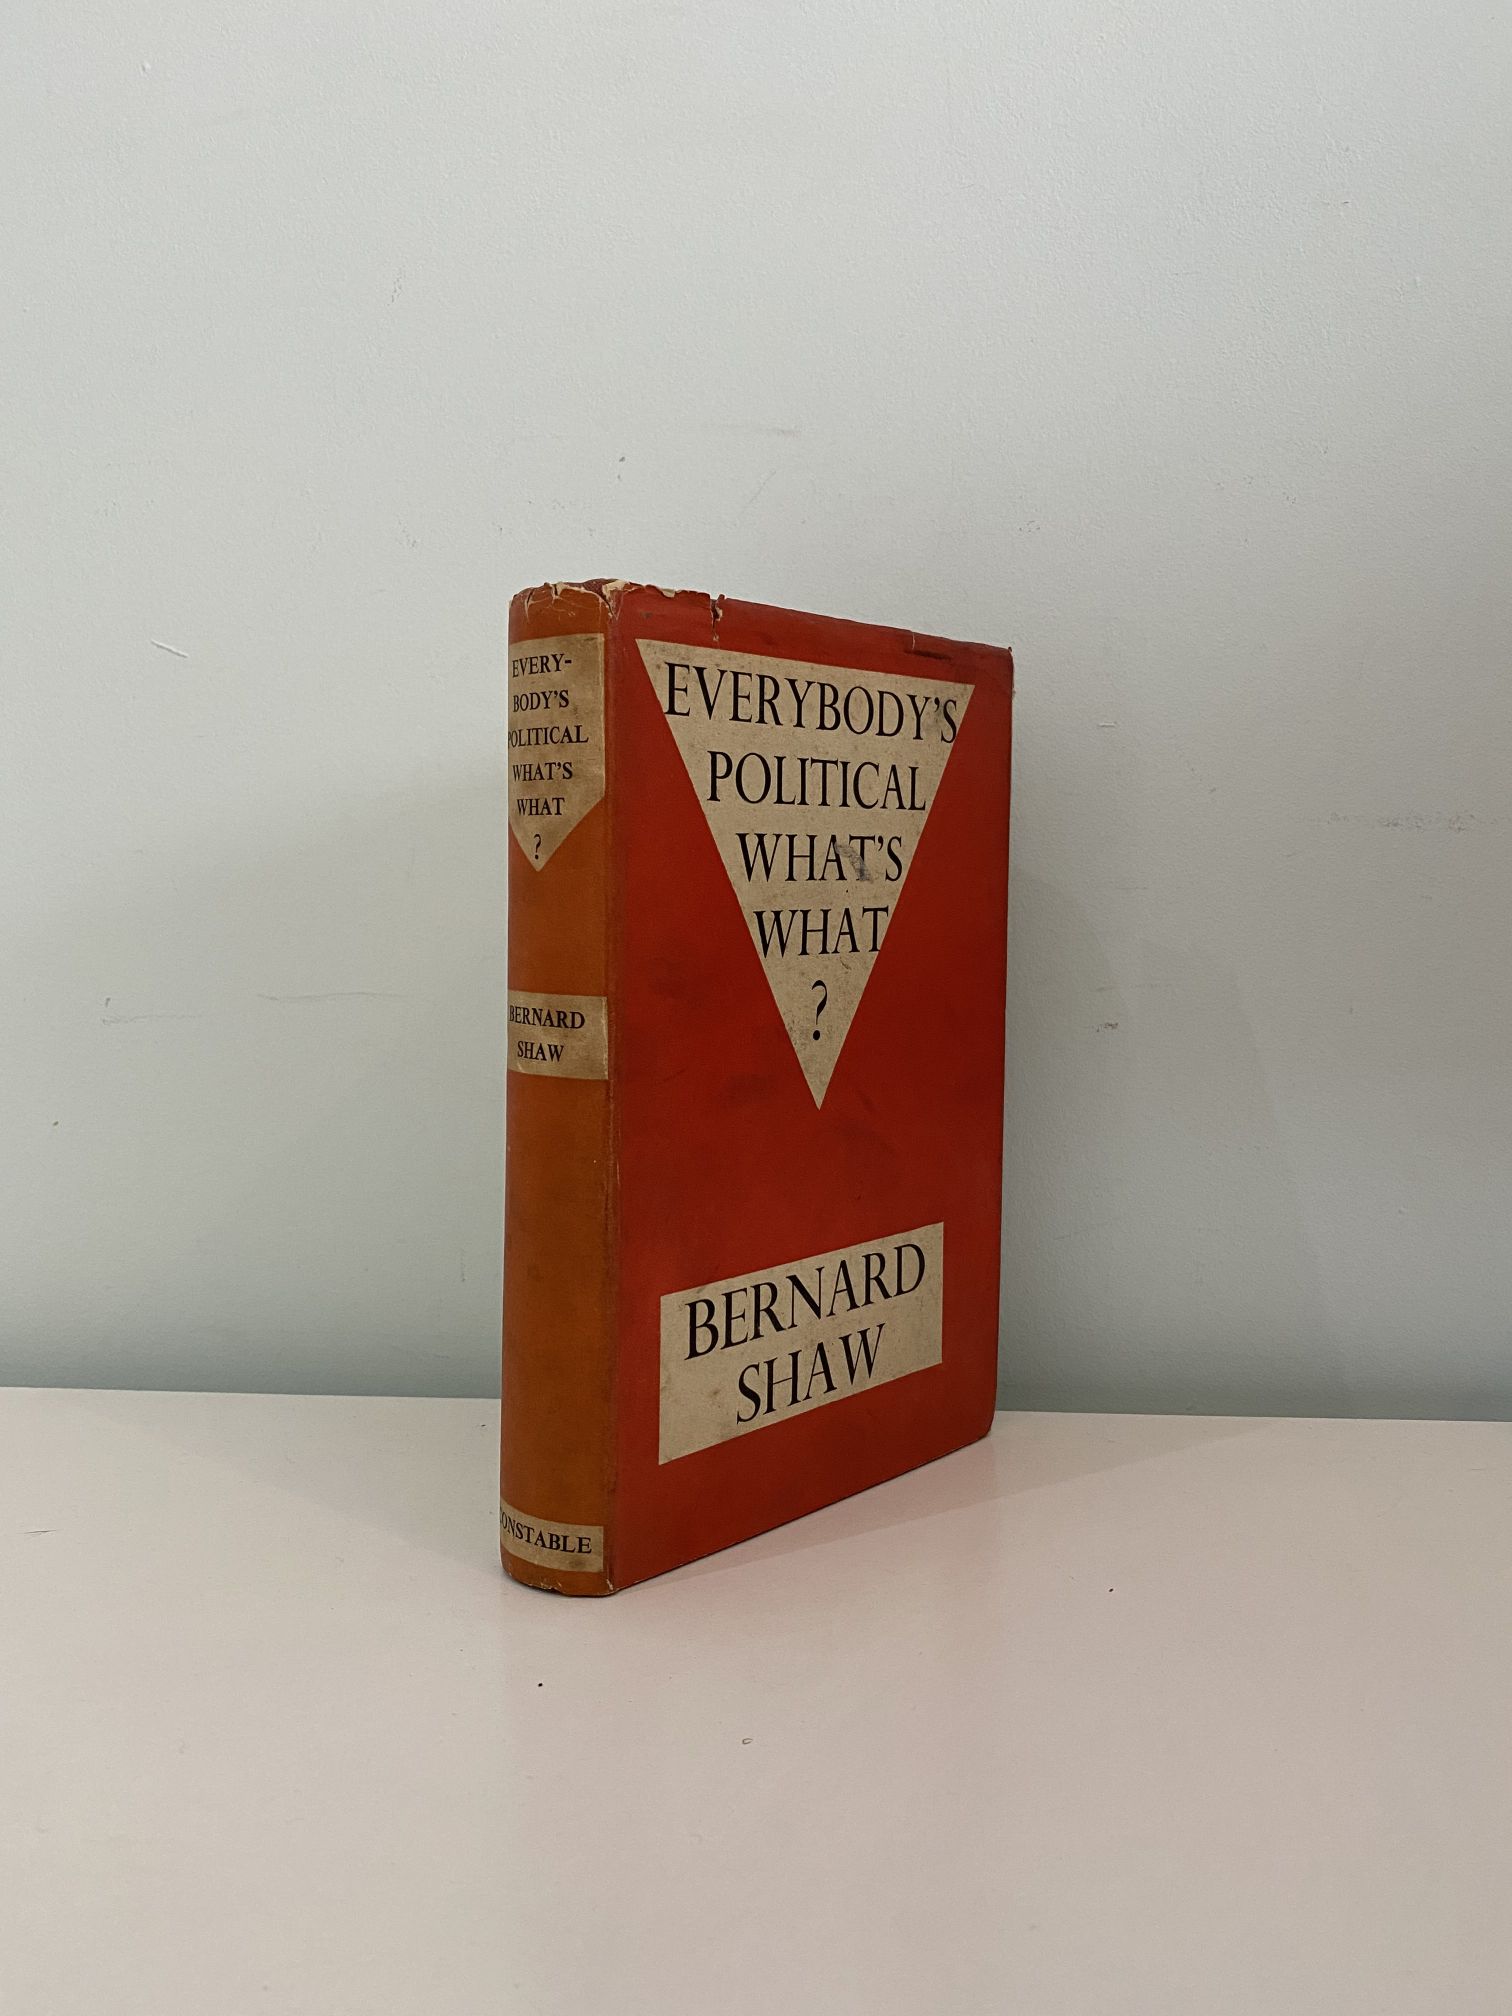 EVERY-
BODY'S
POLITICAL
WHAT'S
WHAT
?
BERNARD
SHAW
CONSTABLE
EVERYBODY'S
POLITICAL
WHAT'S
WHAT
?
BERNARD
SHAW